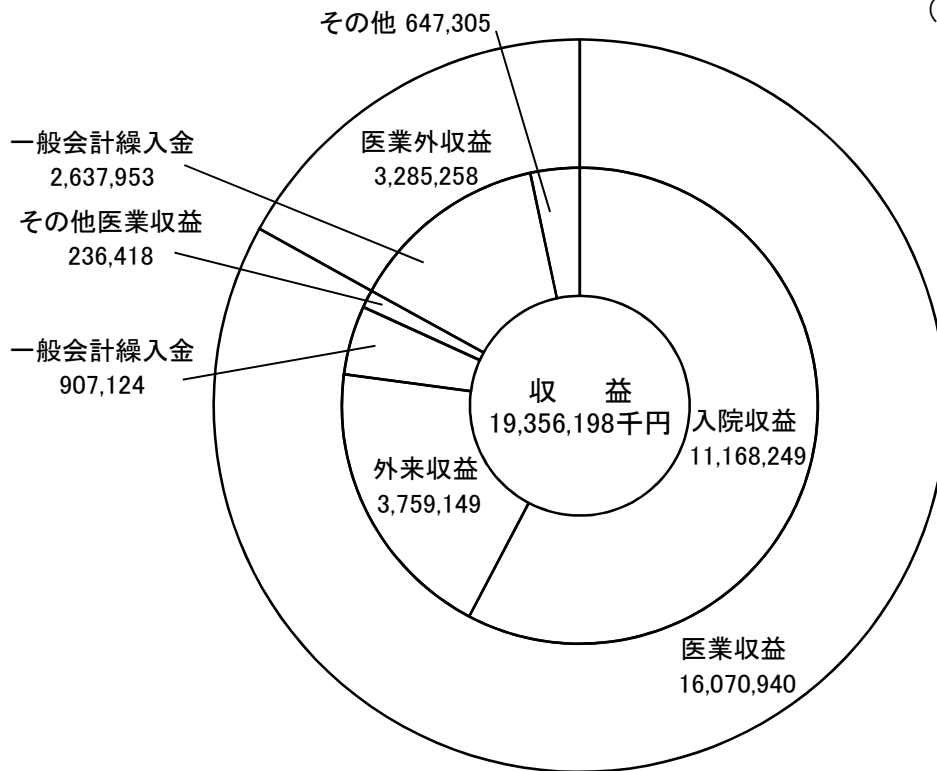 （
その他 647,305
一般会計繰入金
2,637,953
医業外収益
3,285,258
その他医業収益
236,418
一般会計繰入金
907,124
収　益
19,356,198千円
入院収益
11,168,249
外来収益
3,759,149
医業収益
16,070,940